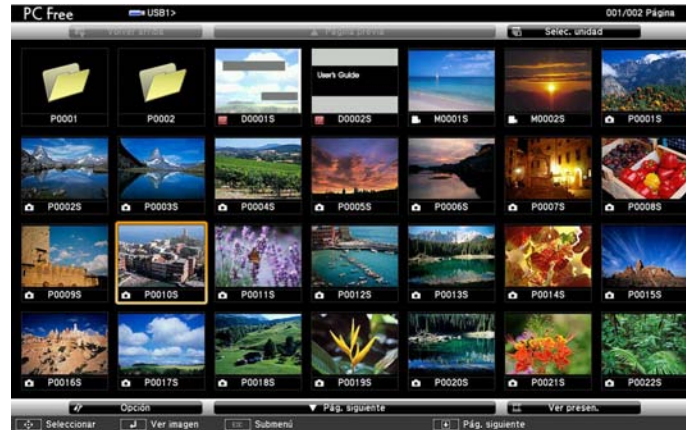 PC Free USB1> 001/002 Página
Volver arriba ▲ Página previa Selec. unidad
User's Guide
P0001 P0002 D0001S D0002S M0001S M0002S P0001S
P0002S P0003S P0004S P0005S P0006S P0007S P0008S
P0009S P0010S P0011S P0012S P0013S P0014S P0015S
P0016S P0017S P0018S P0019S P0020S P0021S P0022S
Opción ▼ Pág. siguiente Ver presen.
Seleccionar Ver imagen Esc Submenú Pág. siguiente